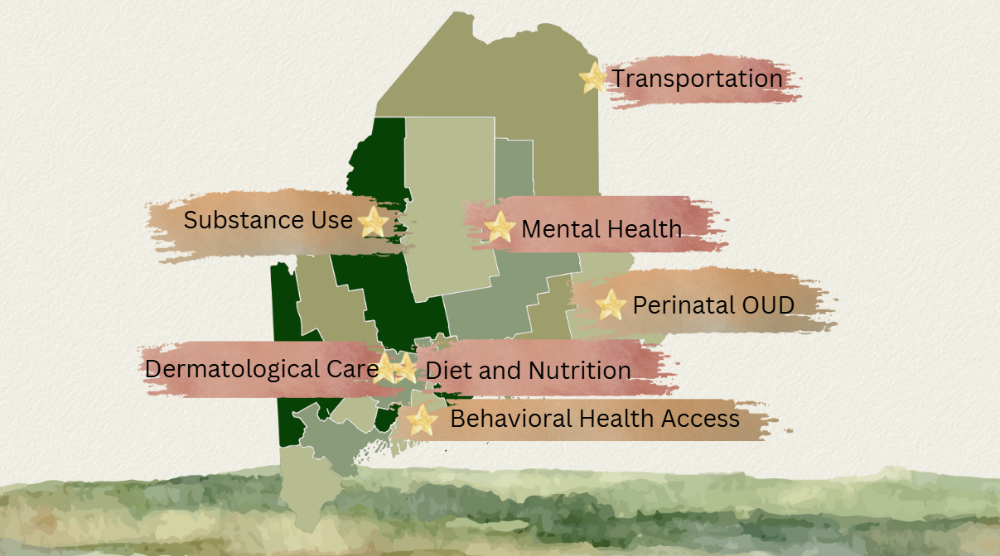 Transportation
Substance Use
Mental Health
Perinatal OUD
Dermatological Care
Diet and Nutrition
Behavioral Health Access